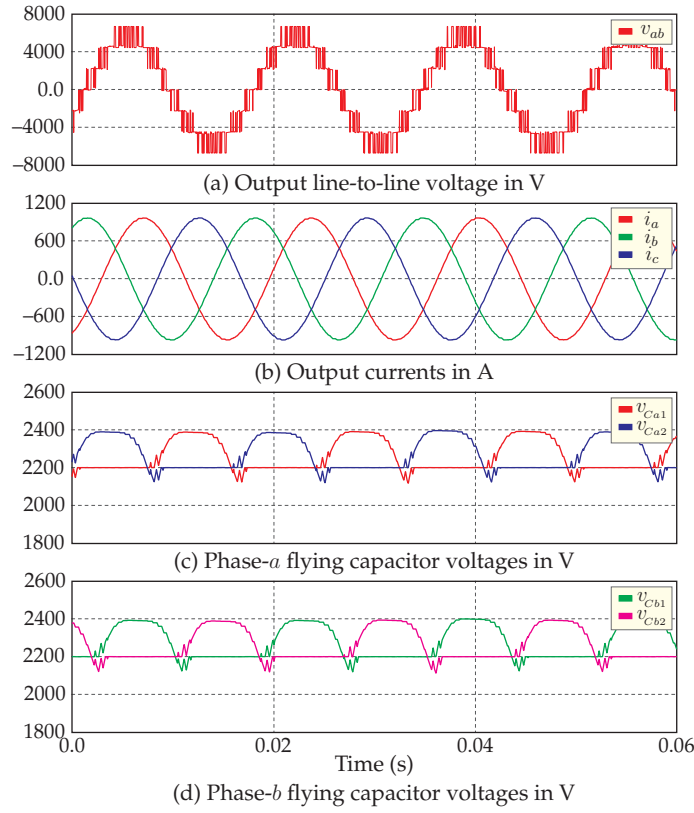 8000
4000
0.0
−4000
−8000
v_ab
(a) Output line-to-line voltage in V
1200
600
0.0
−600
−1200
i_a
i_b
i_c
(b) Output currents in A
2600
2400
2200
2000
1800
v_Ca1
v_Ca2
(c) Phase-a flying capacitor voltages in V
2600
2400
2200
2000
1800
v_Cb1
v_Cb2
0.0 0.02 0.04 0.06
Time (s)
(d) Phase-b flying capacitor voltages in V